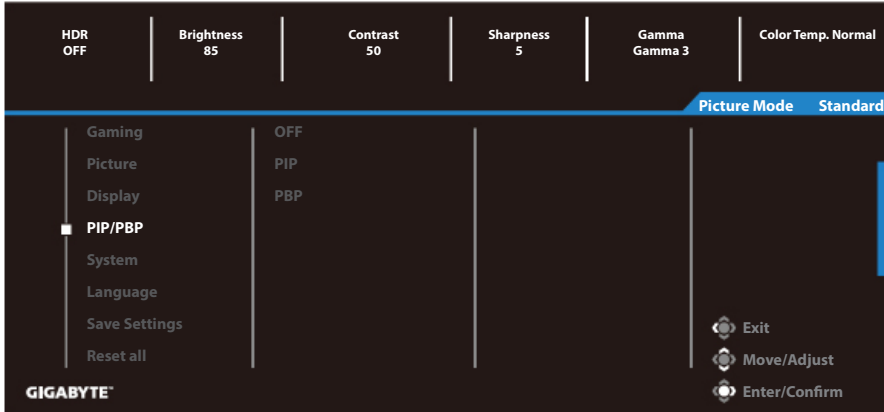 HDR Brightness Contrast Sharpness Gamma Color Temp. Normal
OFF 85 50 5 Gamma 3
Picture Mode Standard
Gaming OFF
Picture PIP
Display PBP
PIP/PBP
System
Language
Save Settings
Exit
Reset all
Move/Adjust
GIGABYTE™
Enter/Confirm